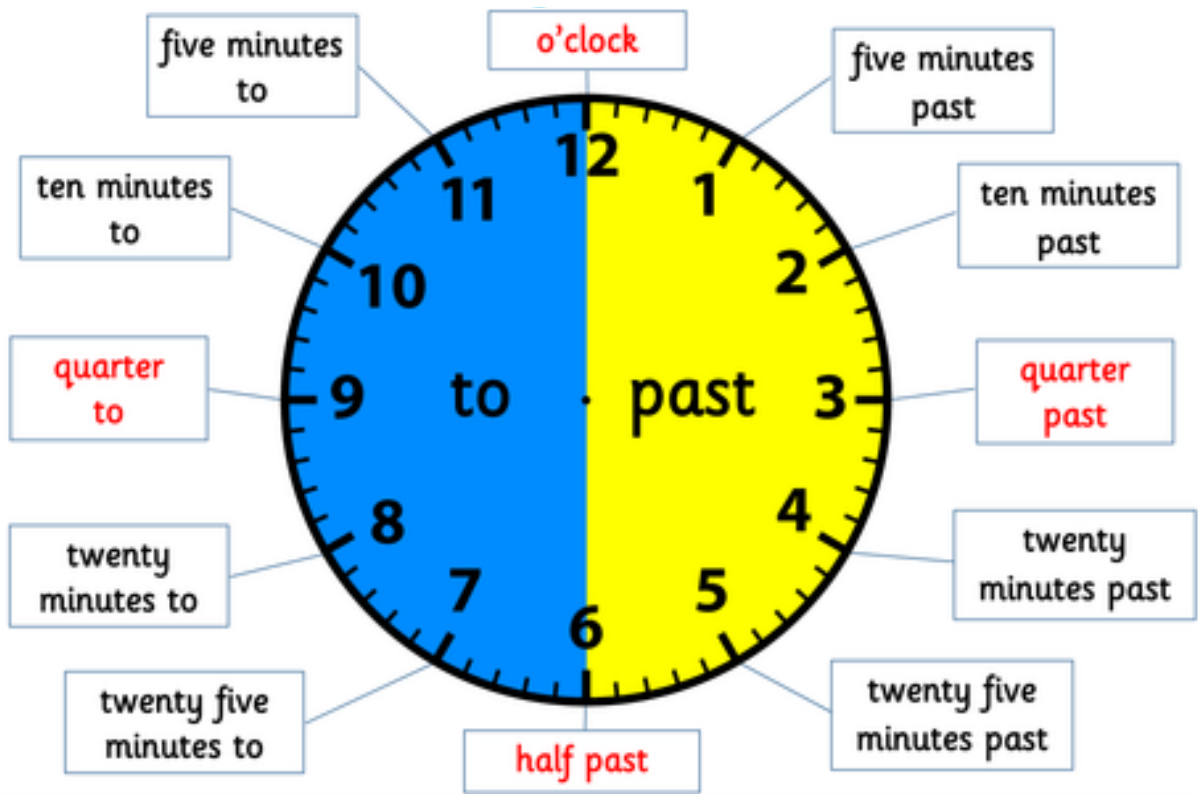 o'clock
five minutes
past
ten minutes
past
quarter
past
twenty
minutes past
twenty five
minutes past
half past
twenty five
minutes to
twenty
minutes to
quarter
to
ten minutes
to
five minutes
to
12
1
2
3
4
5
6
7
8
9
10
11
to
past